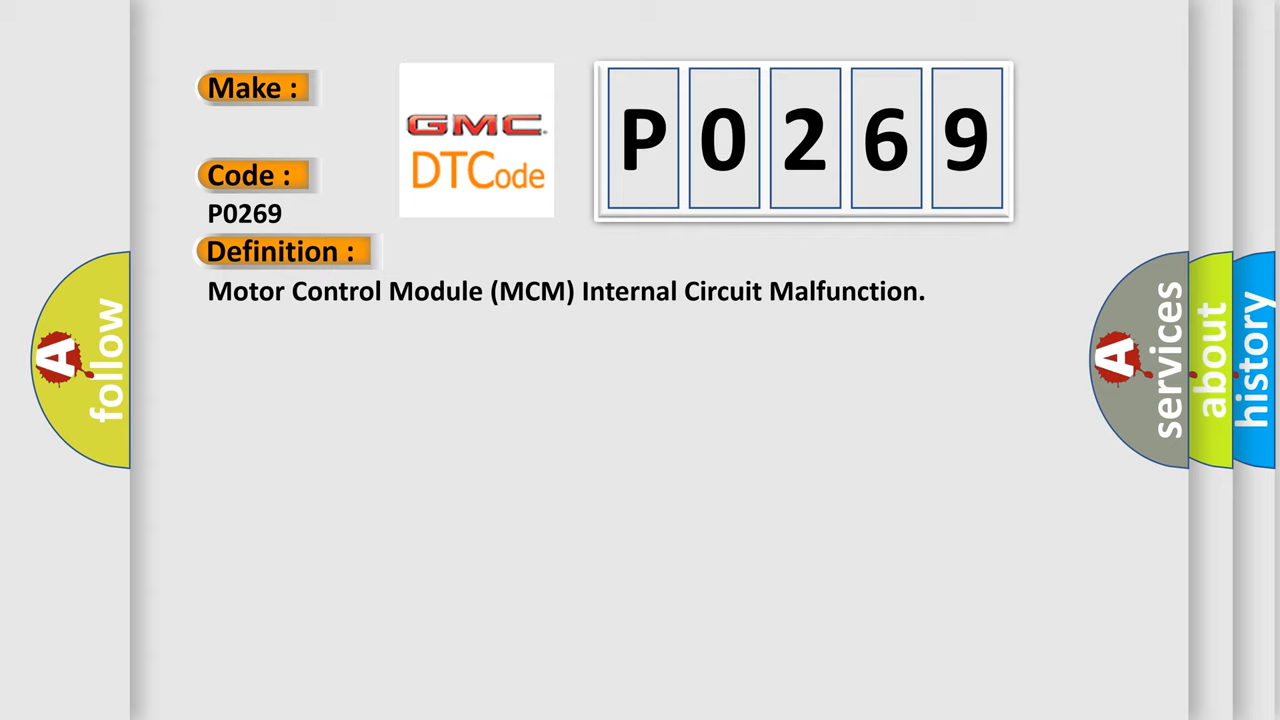 Make :
GMC
DTCode
P0269
Code :
P0269
Definition :
Motor Control Module (MCM) Internal Circuit Malfunction.
A follow
A services
about
history